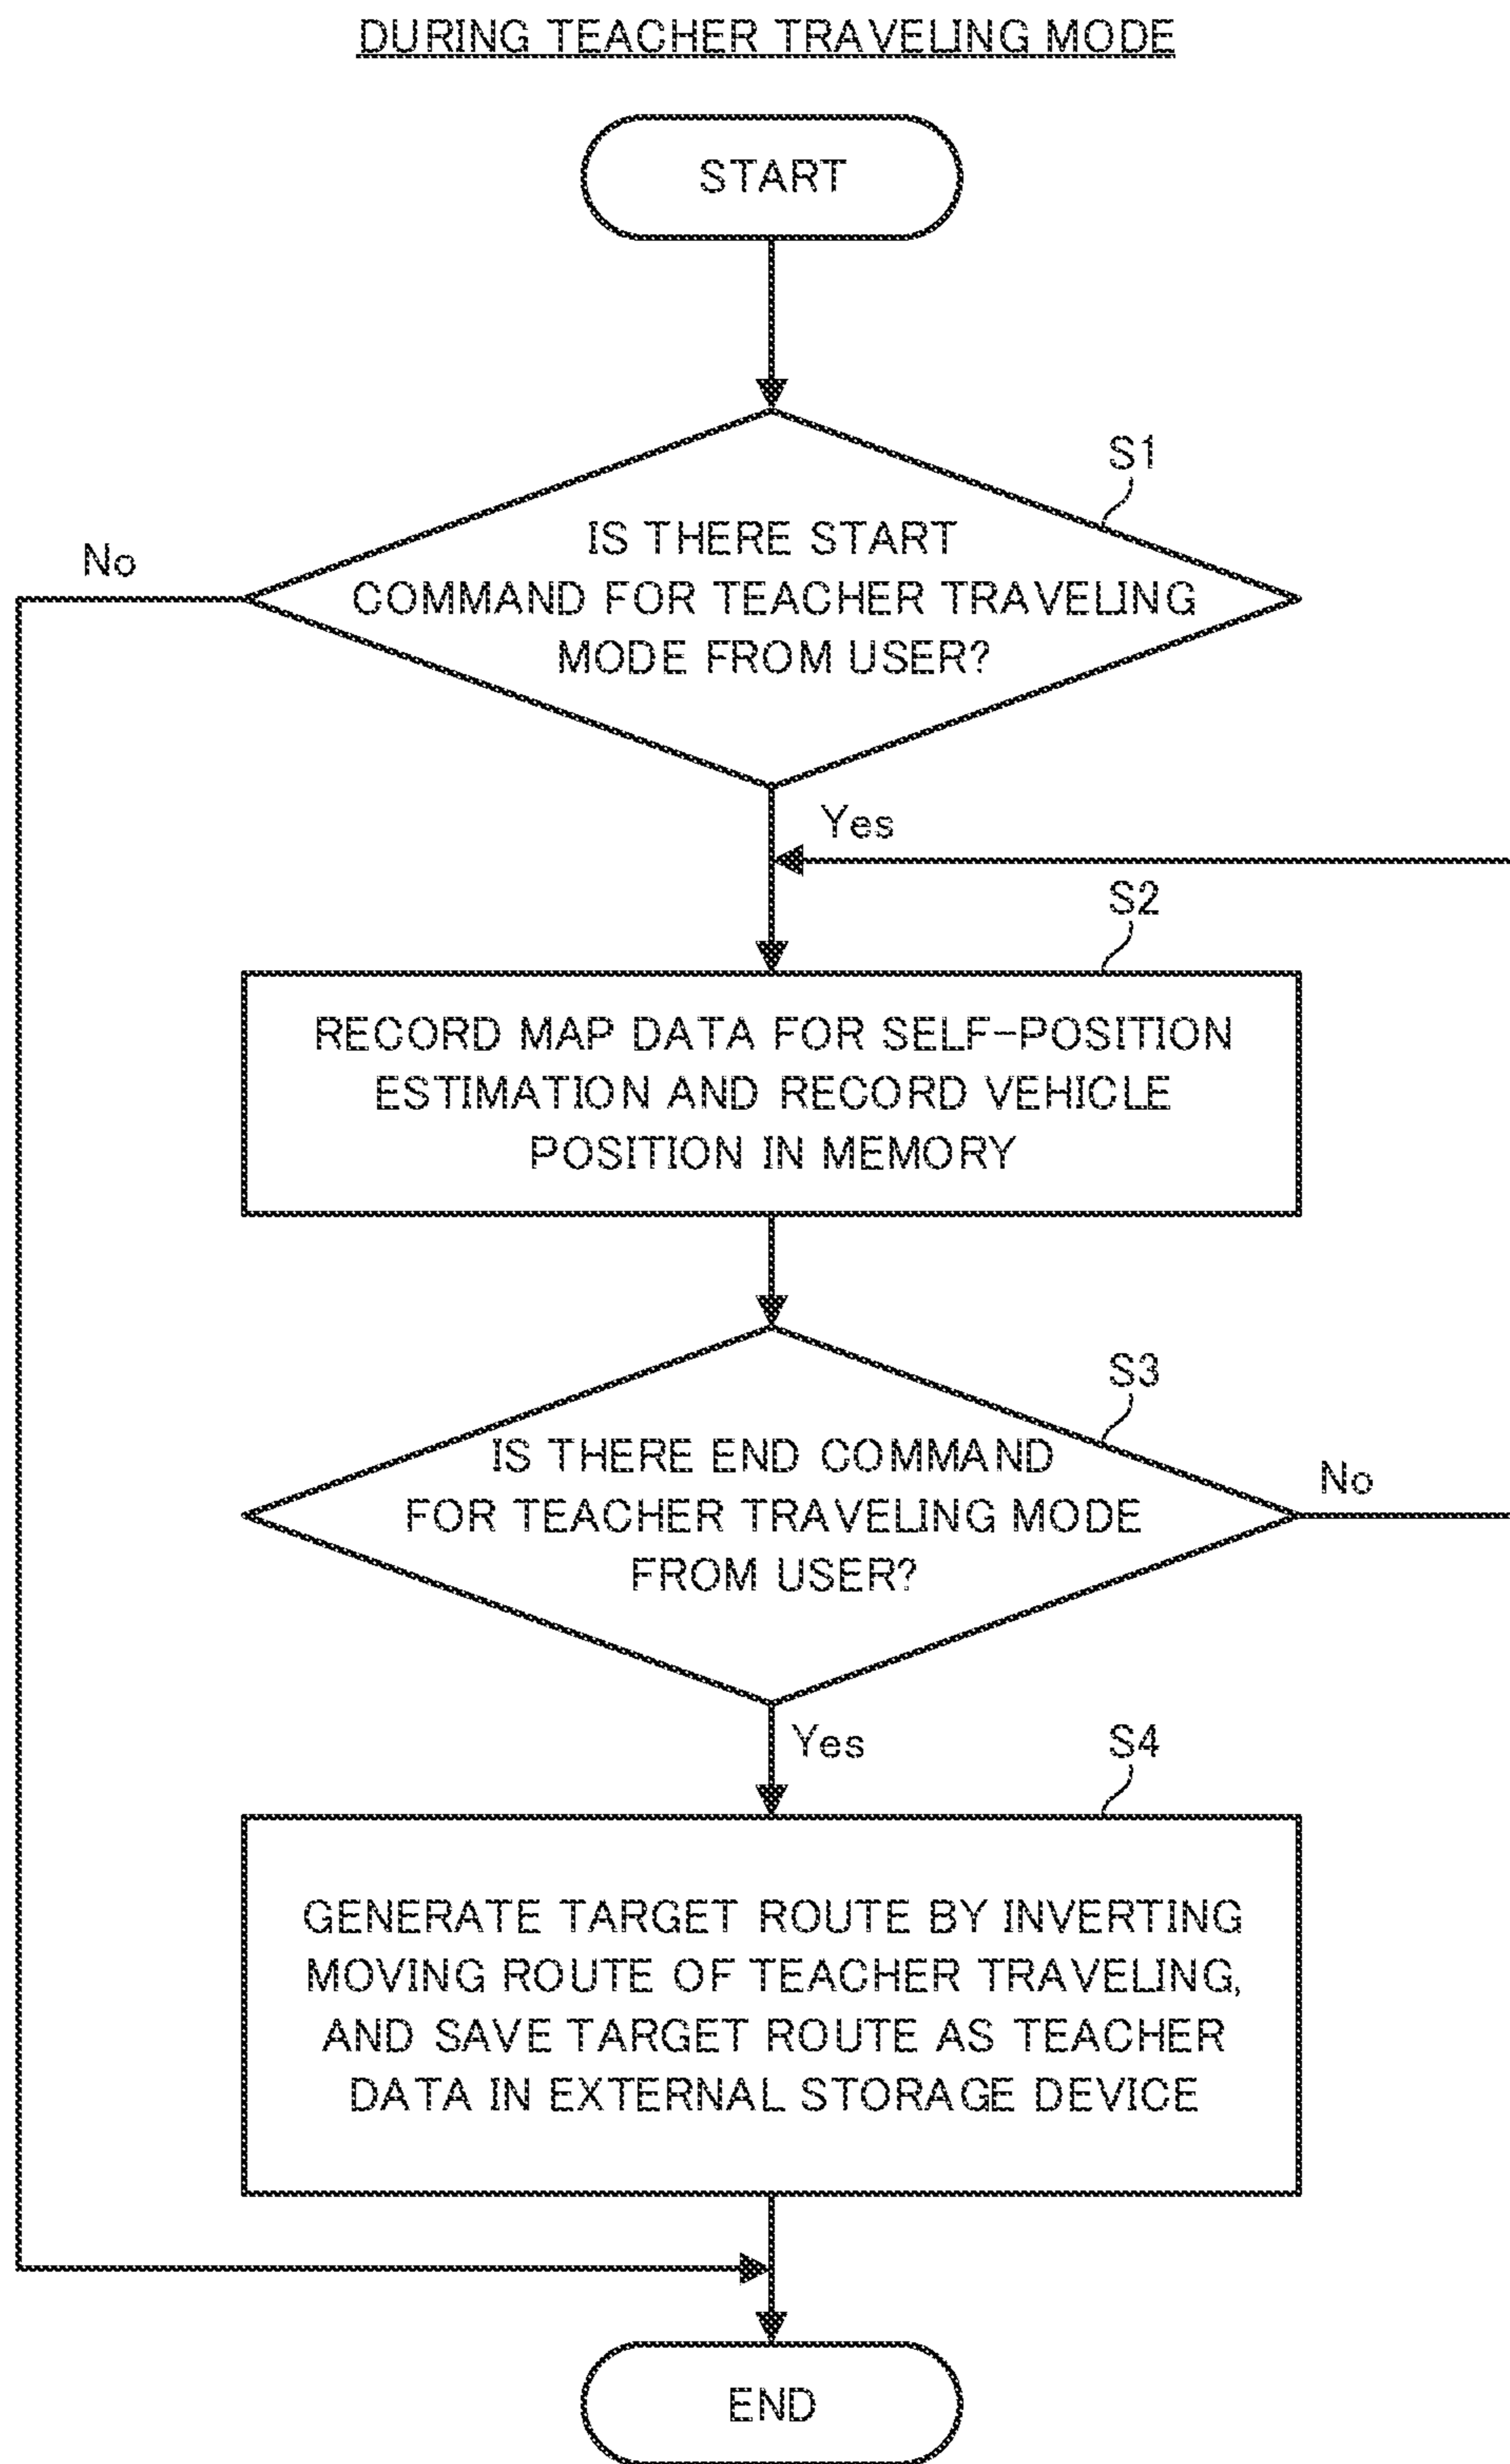 DURING TEACHER TRAVELING MODE
START
S1
IS THERE START
COMMAND FOR TEACHER TRAVELING
MODE FROM USER?
No
Yes
S2
RECORD MAP DATA FOR SELF-POSITION
ESTIMATION AND RECORD VEHICLE
POSITION IN MEMORY
S3
IS THERE END COMMAND
FOR TEACHER TRAVELING MODE
FROM USER?
No
Yes
S4
GENERATE TARGET ROUTE BY INVERTING
MOVING ROUTE OF TEACHER TRAVELING,
AND SAVE TARGET ROUTE AS TEACHER
DATA IN EXTERNAL STORAGE DEVICE
END